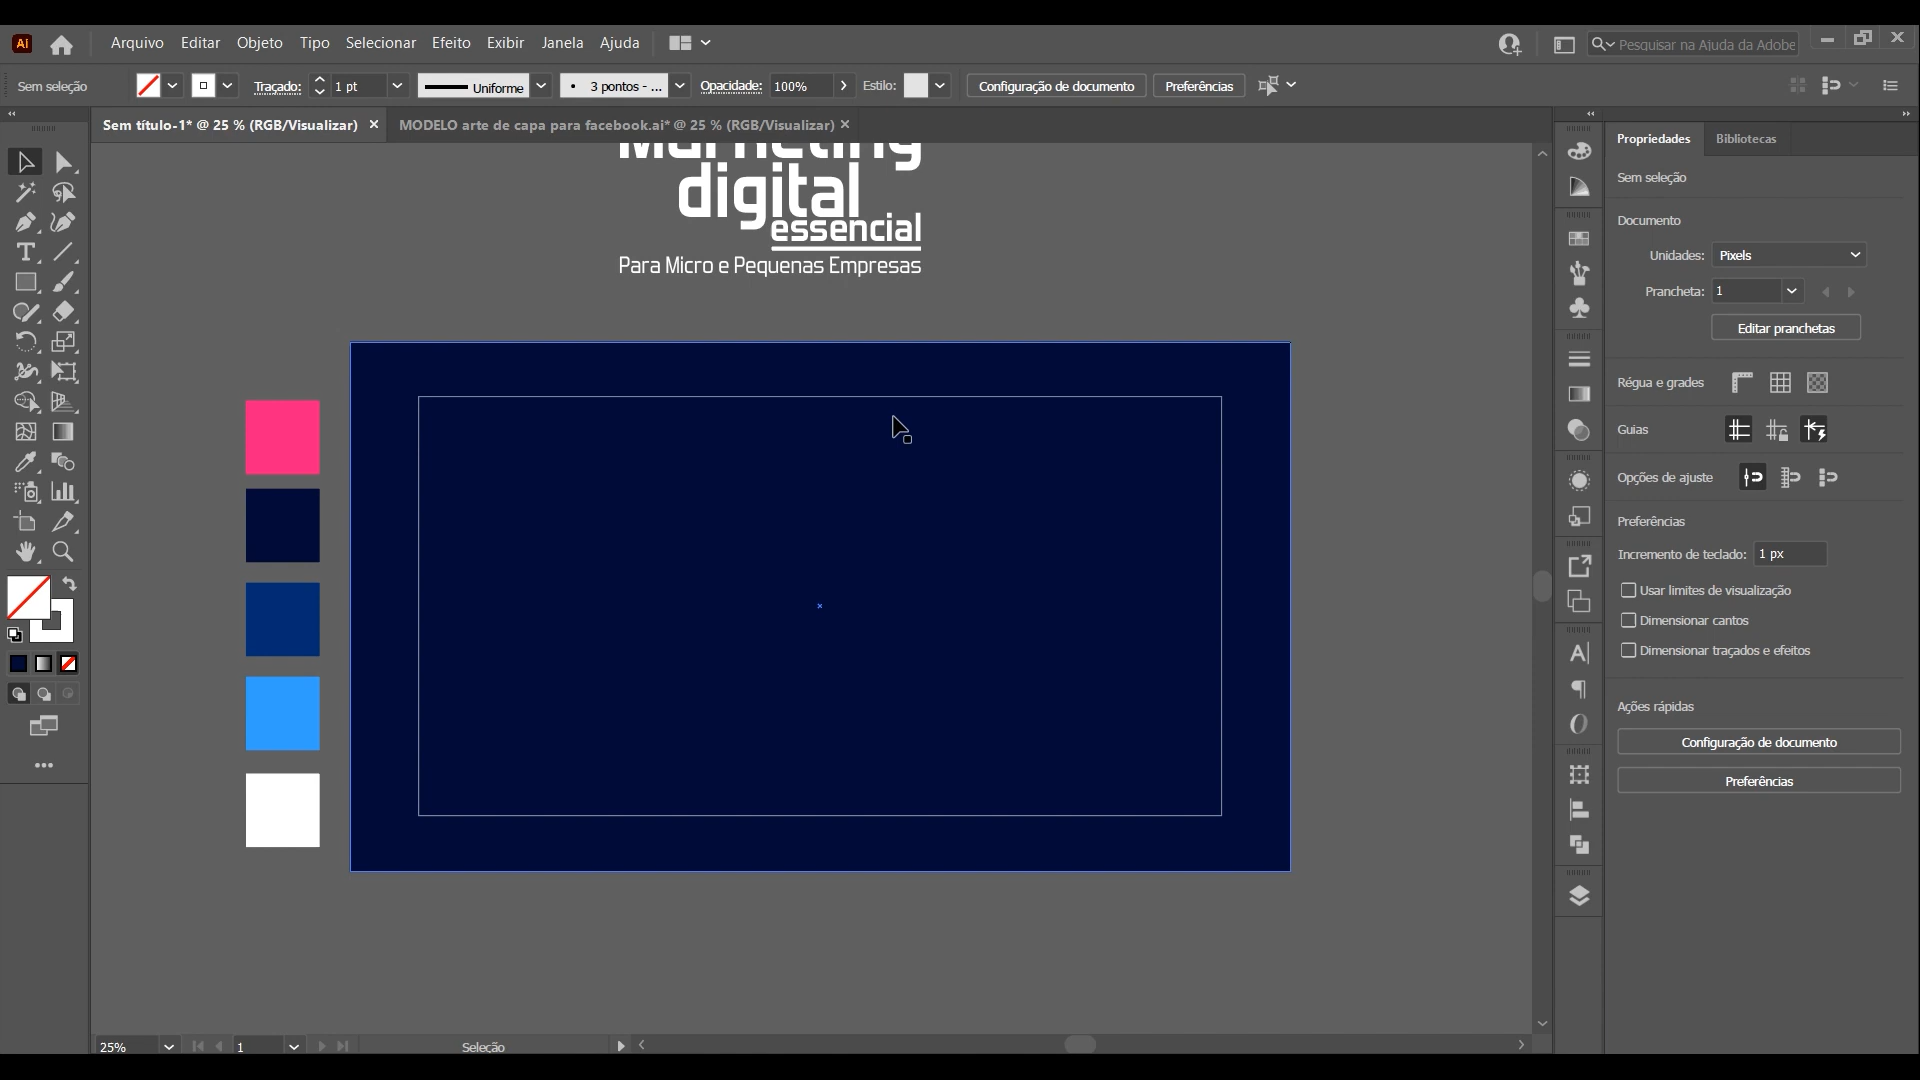 Ai
Arquivo Editar Objeto Tipo Selecionar Efeito Exibir Janela Ajuda
Pesquisar na Ajuda da Adobe
Sem seleção
Traçado: 1 pt
Uniforme
3 pontos - ...
Opacidade: 100%
Estilo:
Configuração de documento
Preferências
Sem título-1* @ 25 % (RGB/Visualizar)
MODELO arte de capa para facebook.ai* @ 25 % (RGB/Visualizar)
Marketing
digital
essencial
Para Micro e Pequenas Empresas
Propriedades Bibliotecas
Sem seleção
Documento
Unidades: Pixels
Prancheta: 1
Editar pranchetas
Régua e grades
Guias
Opções de ajuste
Preferências
Incremento de teclado: 1 px
Usar limites de visualização
Dimensionar cantos
Dimensionar traçados e efeitos
Ações rápidas
Configuração de documento
Preferências
25%
1
Seleção